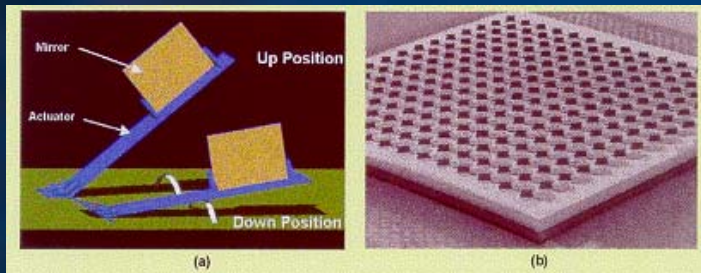 Mirror
Up Position
Actuator
Down Position
(a)
(b)